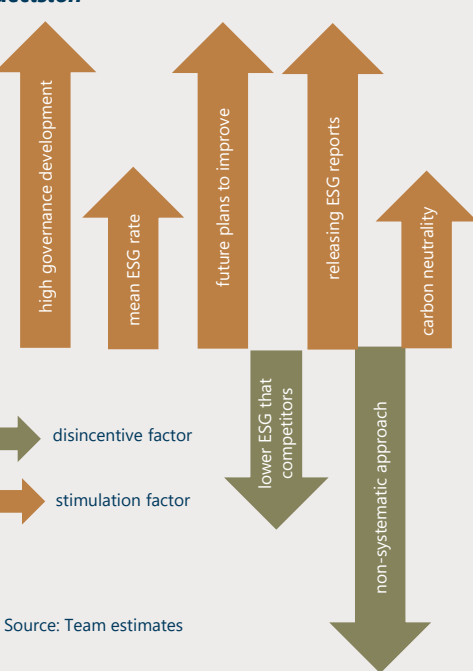 decision
high governance development
mean ESG rate
future plans to improve
releasing ESG reports
carbon neutrality
lower ESG that
competitors
non-systematic approach
disincentive factor
stimulation factor
Source: Team estimates